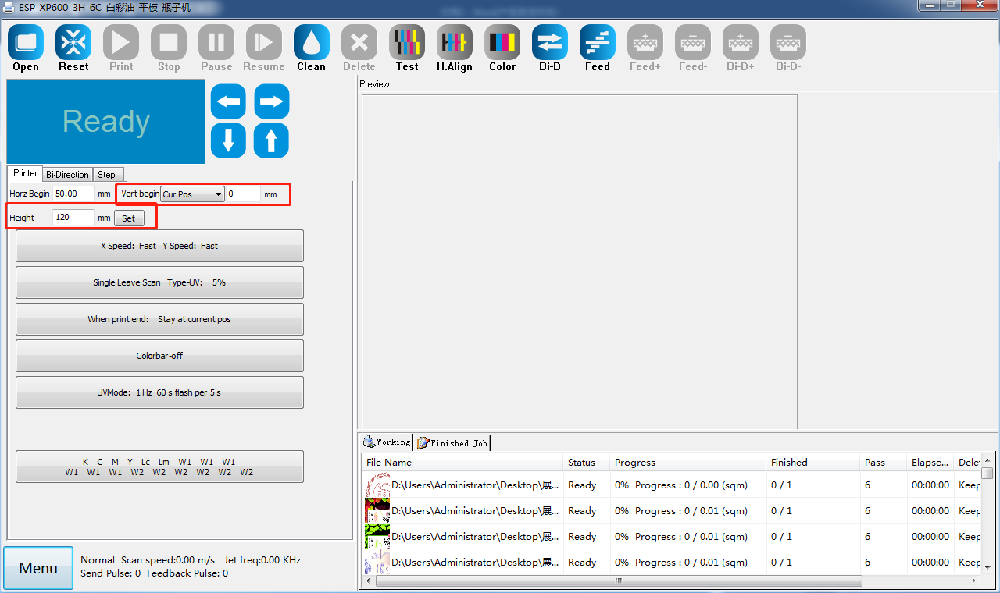 ESP_XP600_3H_6C_白彩油_平板_瓶子机
Open Reset Print Stop Pause Resume Clean Delete Test H.Align Color Bi-D Feed Feed+ Feed- Bi-D+ Bi-D-
Ready
Preview
Printer Bi-Direction Step
Horz Begin 50.00 mm Vert begin Cur Pos 0 mm
Height 120 mm Set
X Speed: Fast Y Speed: Fast
Single Leave Scan Type-UV: 5%
When print end: Stay at current pos
Colorbar-off
UVMode: 1 Hz 60 s flash per 5 s
K C M Y Lc Lm W1 W1 W1
W1 W1 W1 W2 W2 W2 W2 W2 W2
Menu
Normal Scan speed:0.00 m/s Jet freq:0.00 KHz
Send Pulse: 0 Feedback Pulse: 0
Working Finished Job
File Name Status Progress Finished Pass Elapse... Delet
D:\Users\Administrator\Desktop\展... Ready 0% Progress : 0 / 0.00 (sqm) 0 / 1 6 00:00:00 Keep
D:\Users\Administrator\Desktop\展... Ready 0% Progress : 0 / 0.01 (sqm) 0 / 1 6 00:00:00 Keep
D:\Users\Administrator\Desktop\展... Ready 0% Progress : 0 / 0.01 (sqm) 0 / 1 6 00:00:00 Keep
D:\Users\Administrator\Desktop\展... Ready 0% Progress : 0 / 0.01 (sqm) 0 / 1 6 00:00:00 Keep